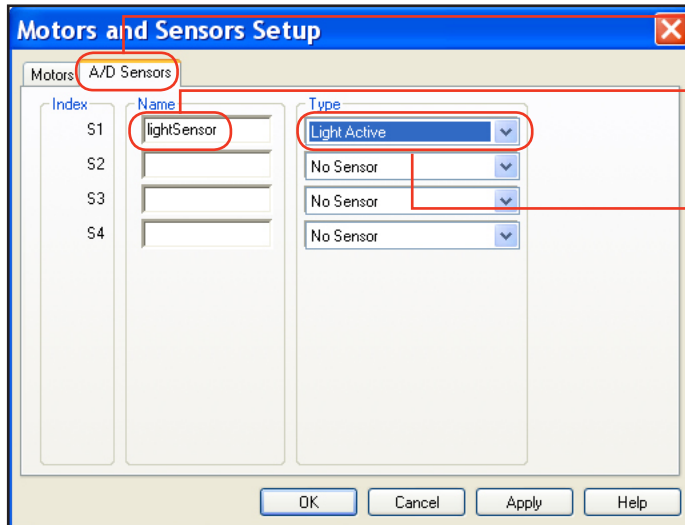 Motors and Sensors Setup
Motors A/D Sensors
Index Name Type
S1 lightSensor Light Active
S2 No Sensor
S3 No Sensor
S4 No Sensor
OK Cancel Apply Help